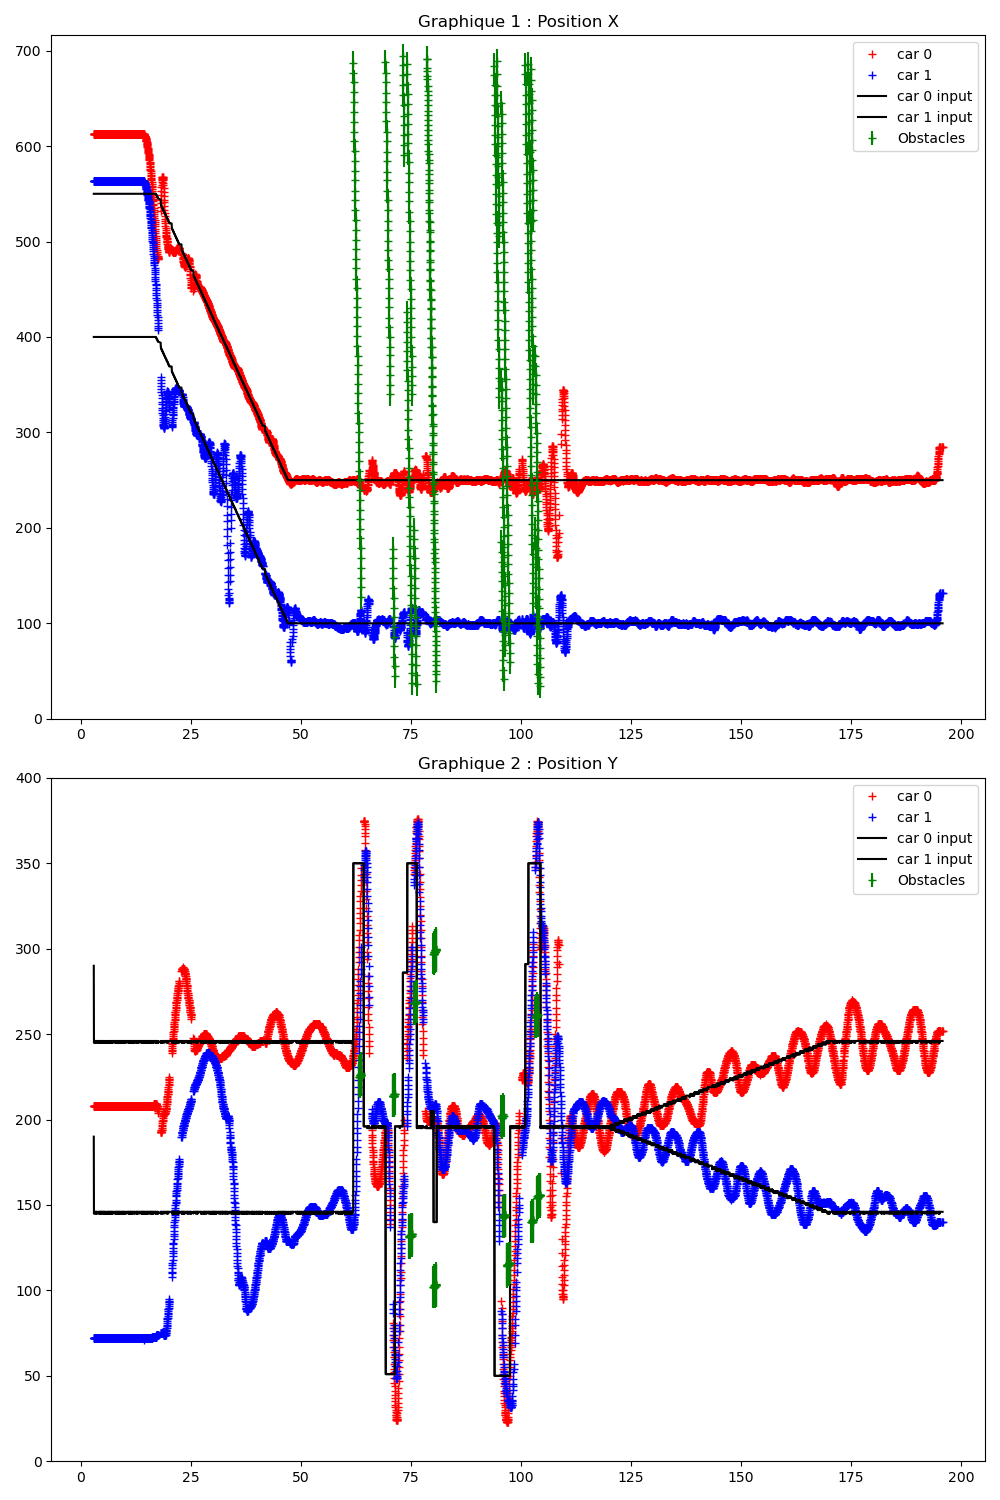 Graphique 1 : Position X
700
600
500
400
300
200
100
0
car 0
car 1
car 0 input
car 1 input
Obstacles
0 25 50 75 100 125 150 175 200
Graphique 2 : Position Y
400
350
300
250
200
150
100
50
0
car 0
car 1
car 0 input
car 1 input
Obstacles
0 25 50 75 100 125 150 175 200